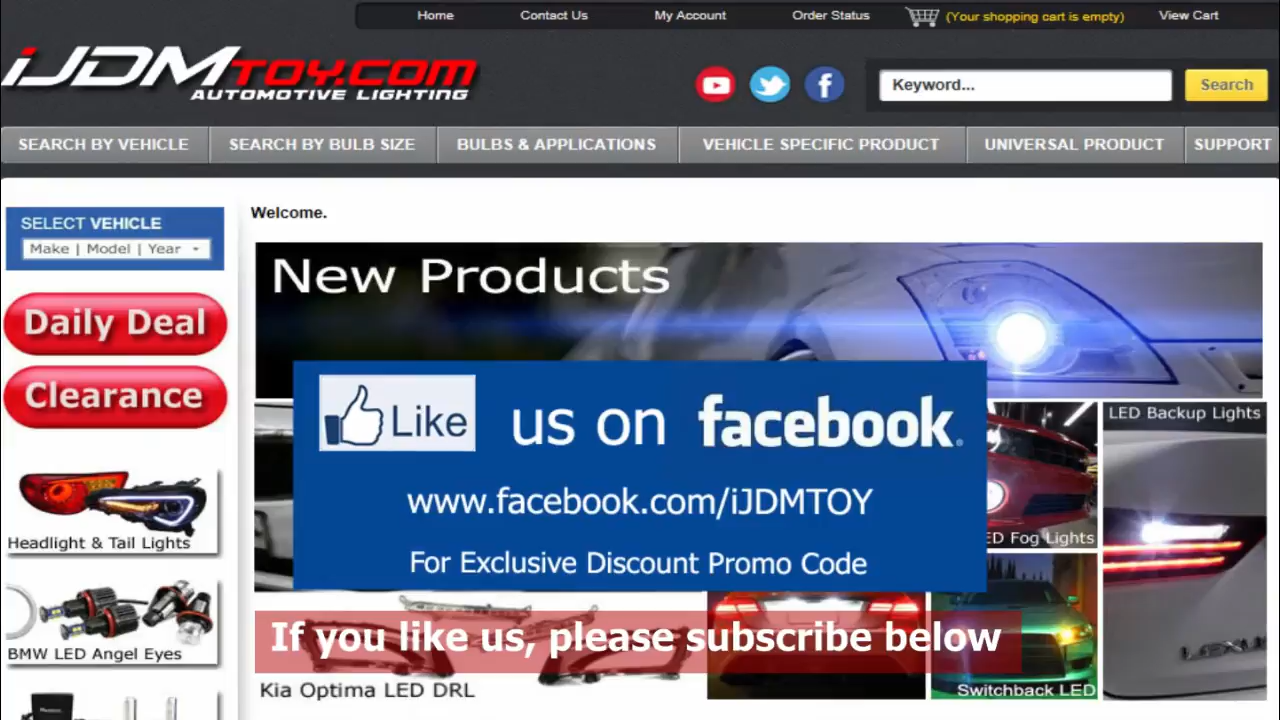 Home Contact Us My Account Order Status (Your shopping cart is empty) View Cart
iJDMTOY.COM
AUTOMOTIVE LIGHTING
Keyword... Search
SEARCH BY VEHICLE SEARCH BY BULB SIZE BULBS & APPLICATIONS VEHICLE SPECIFIC PRODUCT UNIVERSAL PRODUCT SUPPORT
SELECT VEHICLE
Make | Model | Year
Daily Deal
Clearance
Headlight & Tail Lights
BMW LED Angel Eyes
Welcome.
New Products
Like us on facebook
www.facebook.com/iJDMTOY
For Exclusive Discount Promo Code
LED Backup Lights
ED Fog Lights
If you like us, please subscribe below
Kia Optima LED DRL
Switchback LED